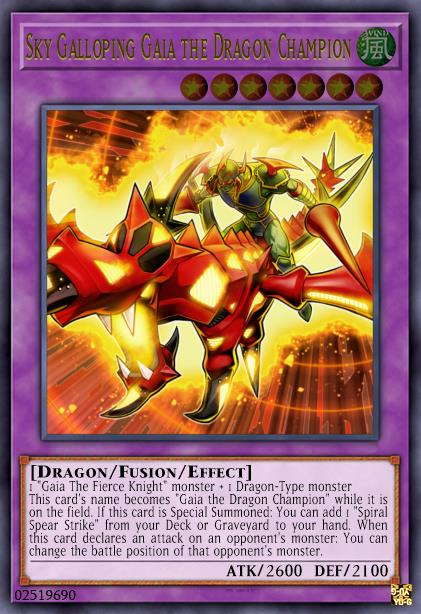 Sky Galloping Gaia the Dragon Champion
WIND
風
[Dragon/Fusion/Effect]
1 "Gaia The Fierce Knight" monster + 1 Dragon-Type monster
This card's name becomes "Gaia the Dragon Champion" while it is
on the field. If this card is Special Summoned: You can add 1 "Spiral
Spear Strike" from your Deck or Graveyard to your hand. When
this card declares an attack on an opponent's monster: You can
change the battle position of that opponent's monster.
ATK/2600 DEF/2100
02519690